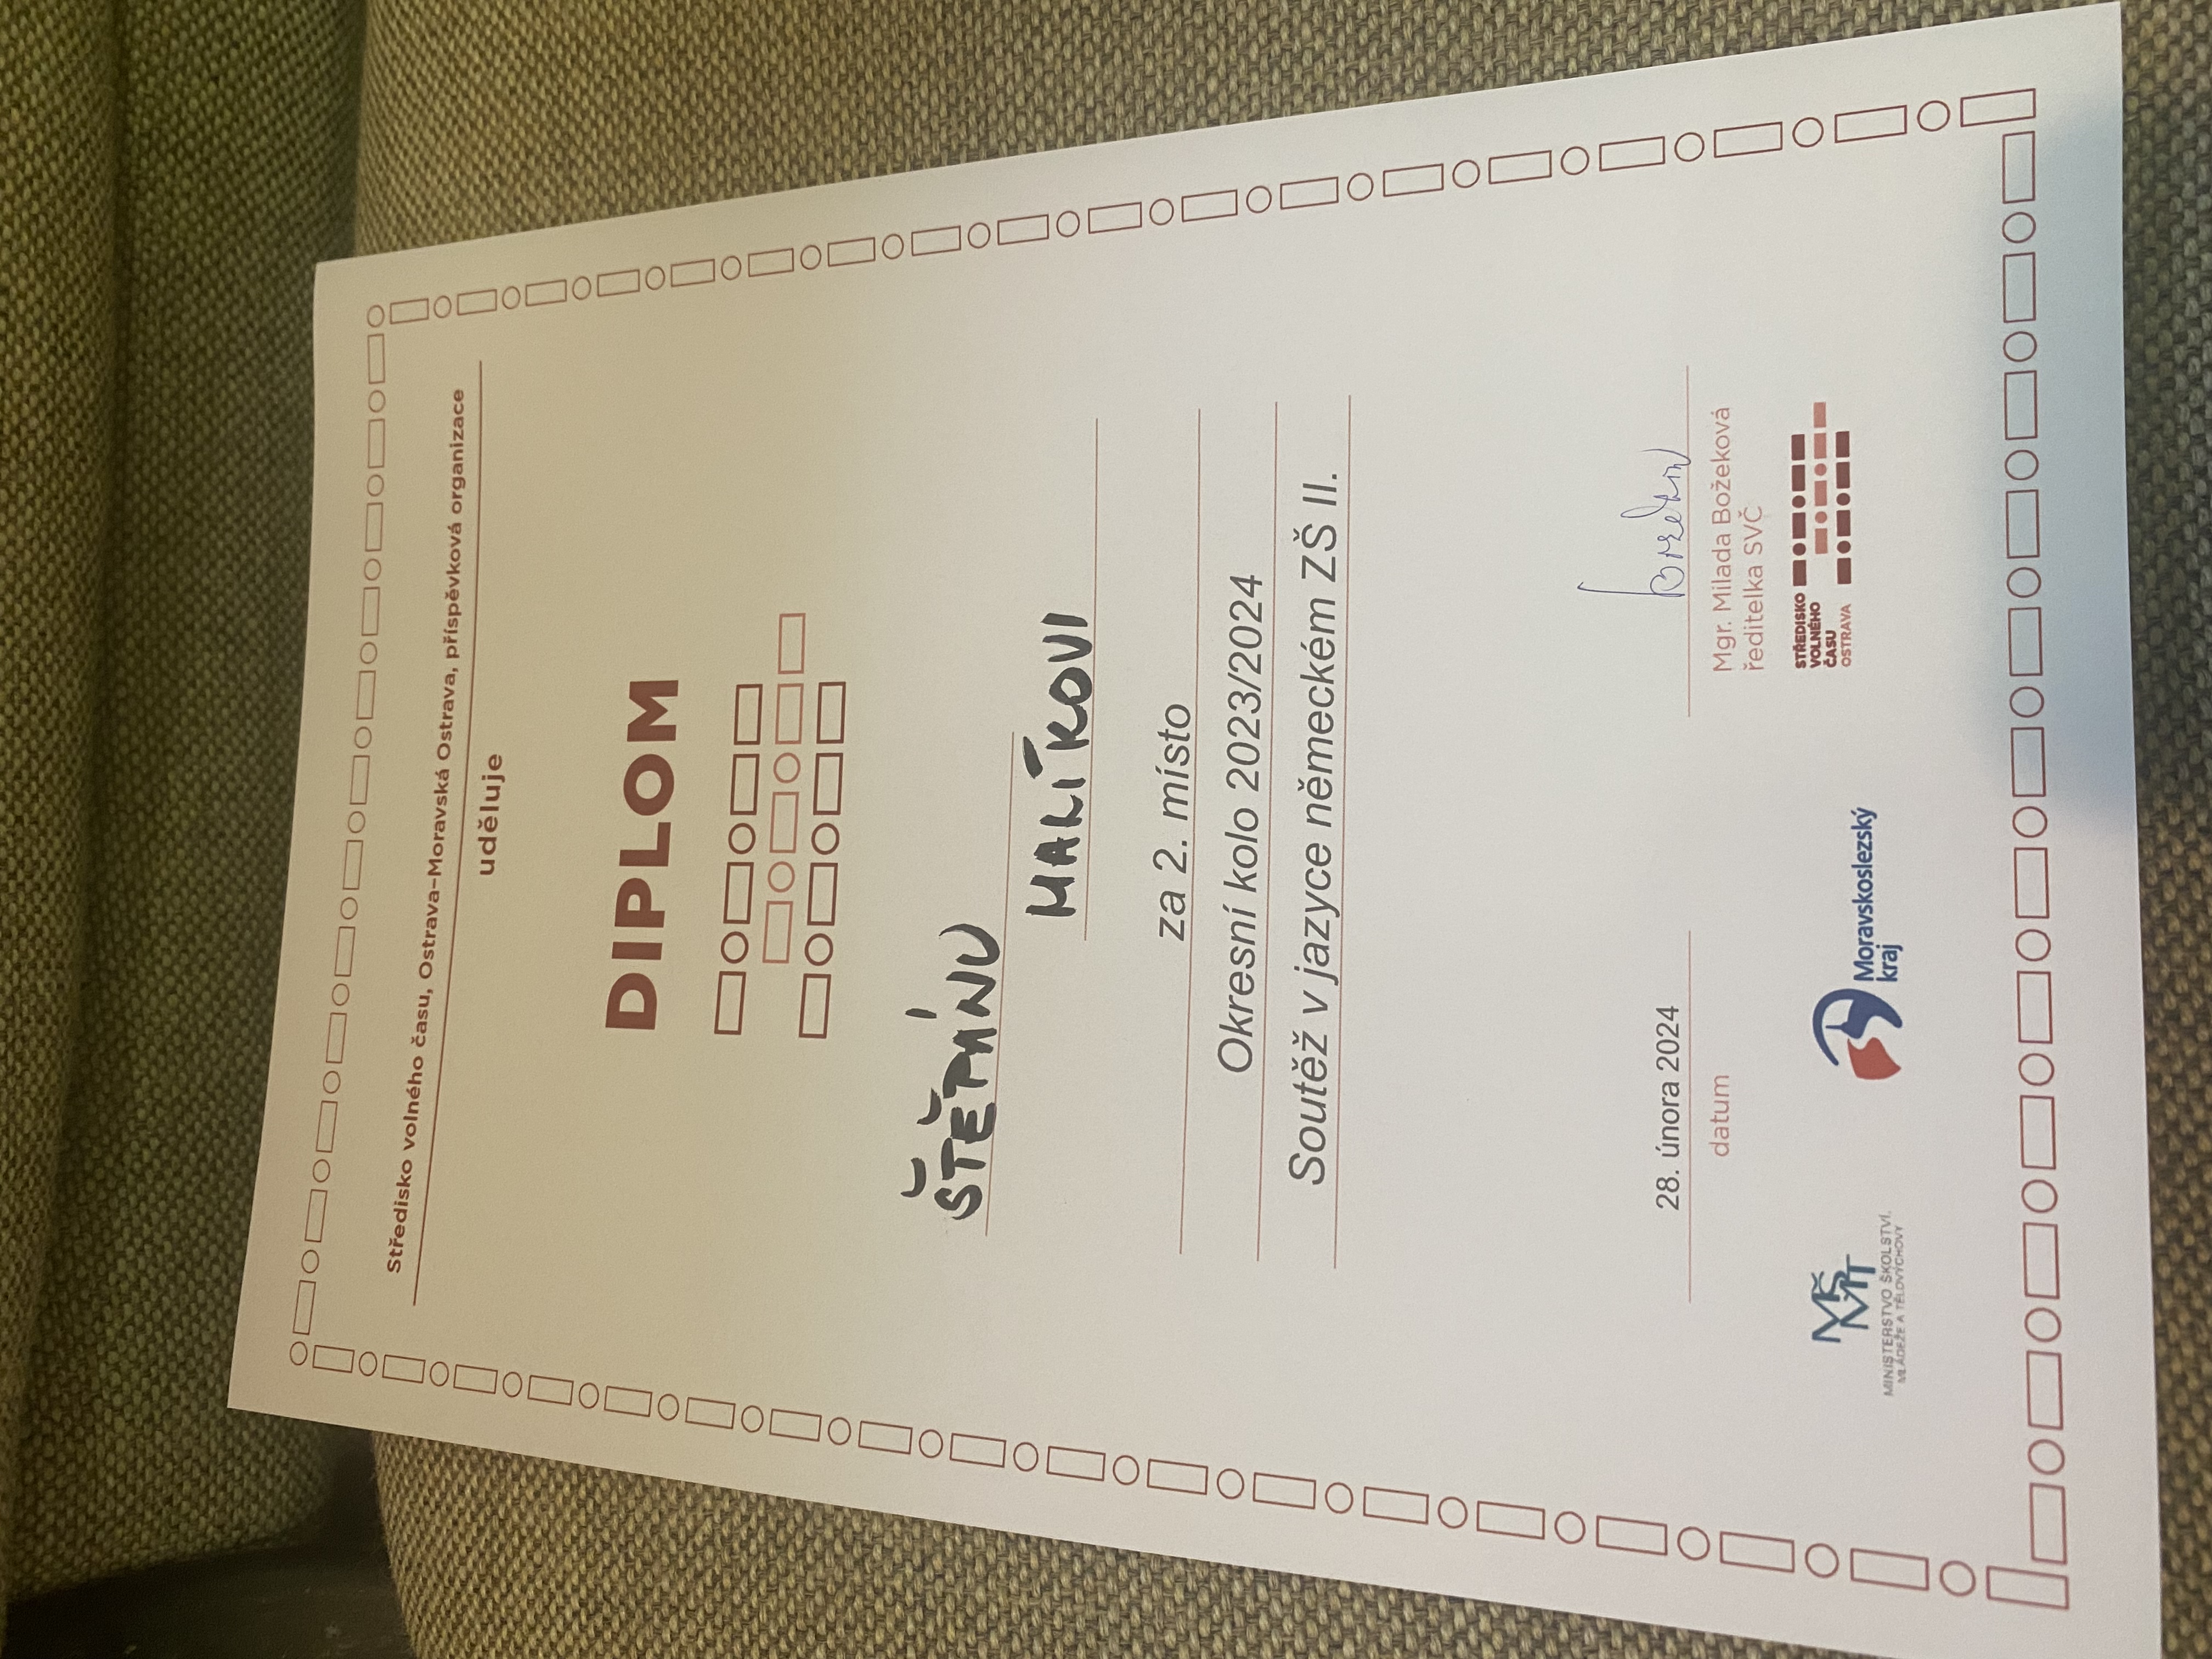 Středisko volného času, Ostrava-Moravská Ostrava, příspěvková organizace
uděluje
DIPLOM
ŠTĚPÁNU
MALÍKOVI
za 2. místo
Okresní kolo 2023/2024
Soutěž v jazyce německém ZŠ II.
28. února 2024
datum
Mgr. Milada Božeková
ředitelka SVČ
MŠMT
MINISTERSTVO ŠKOLSTVÍ,
MLÁDEŽE A TĚLOVÝCHOVY
Moravskoslezský
kraj
STŘEDISKO
VOLNÉHO
ČASU
OSTRAVA